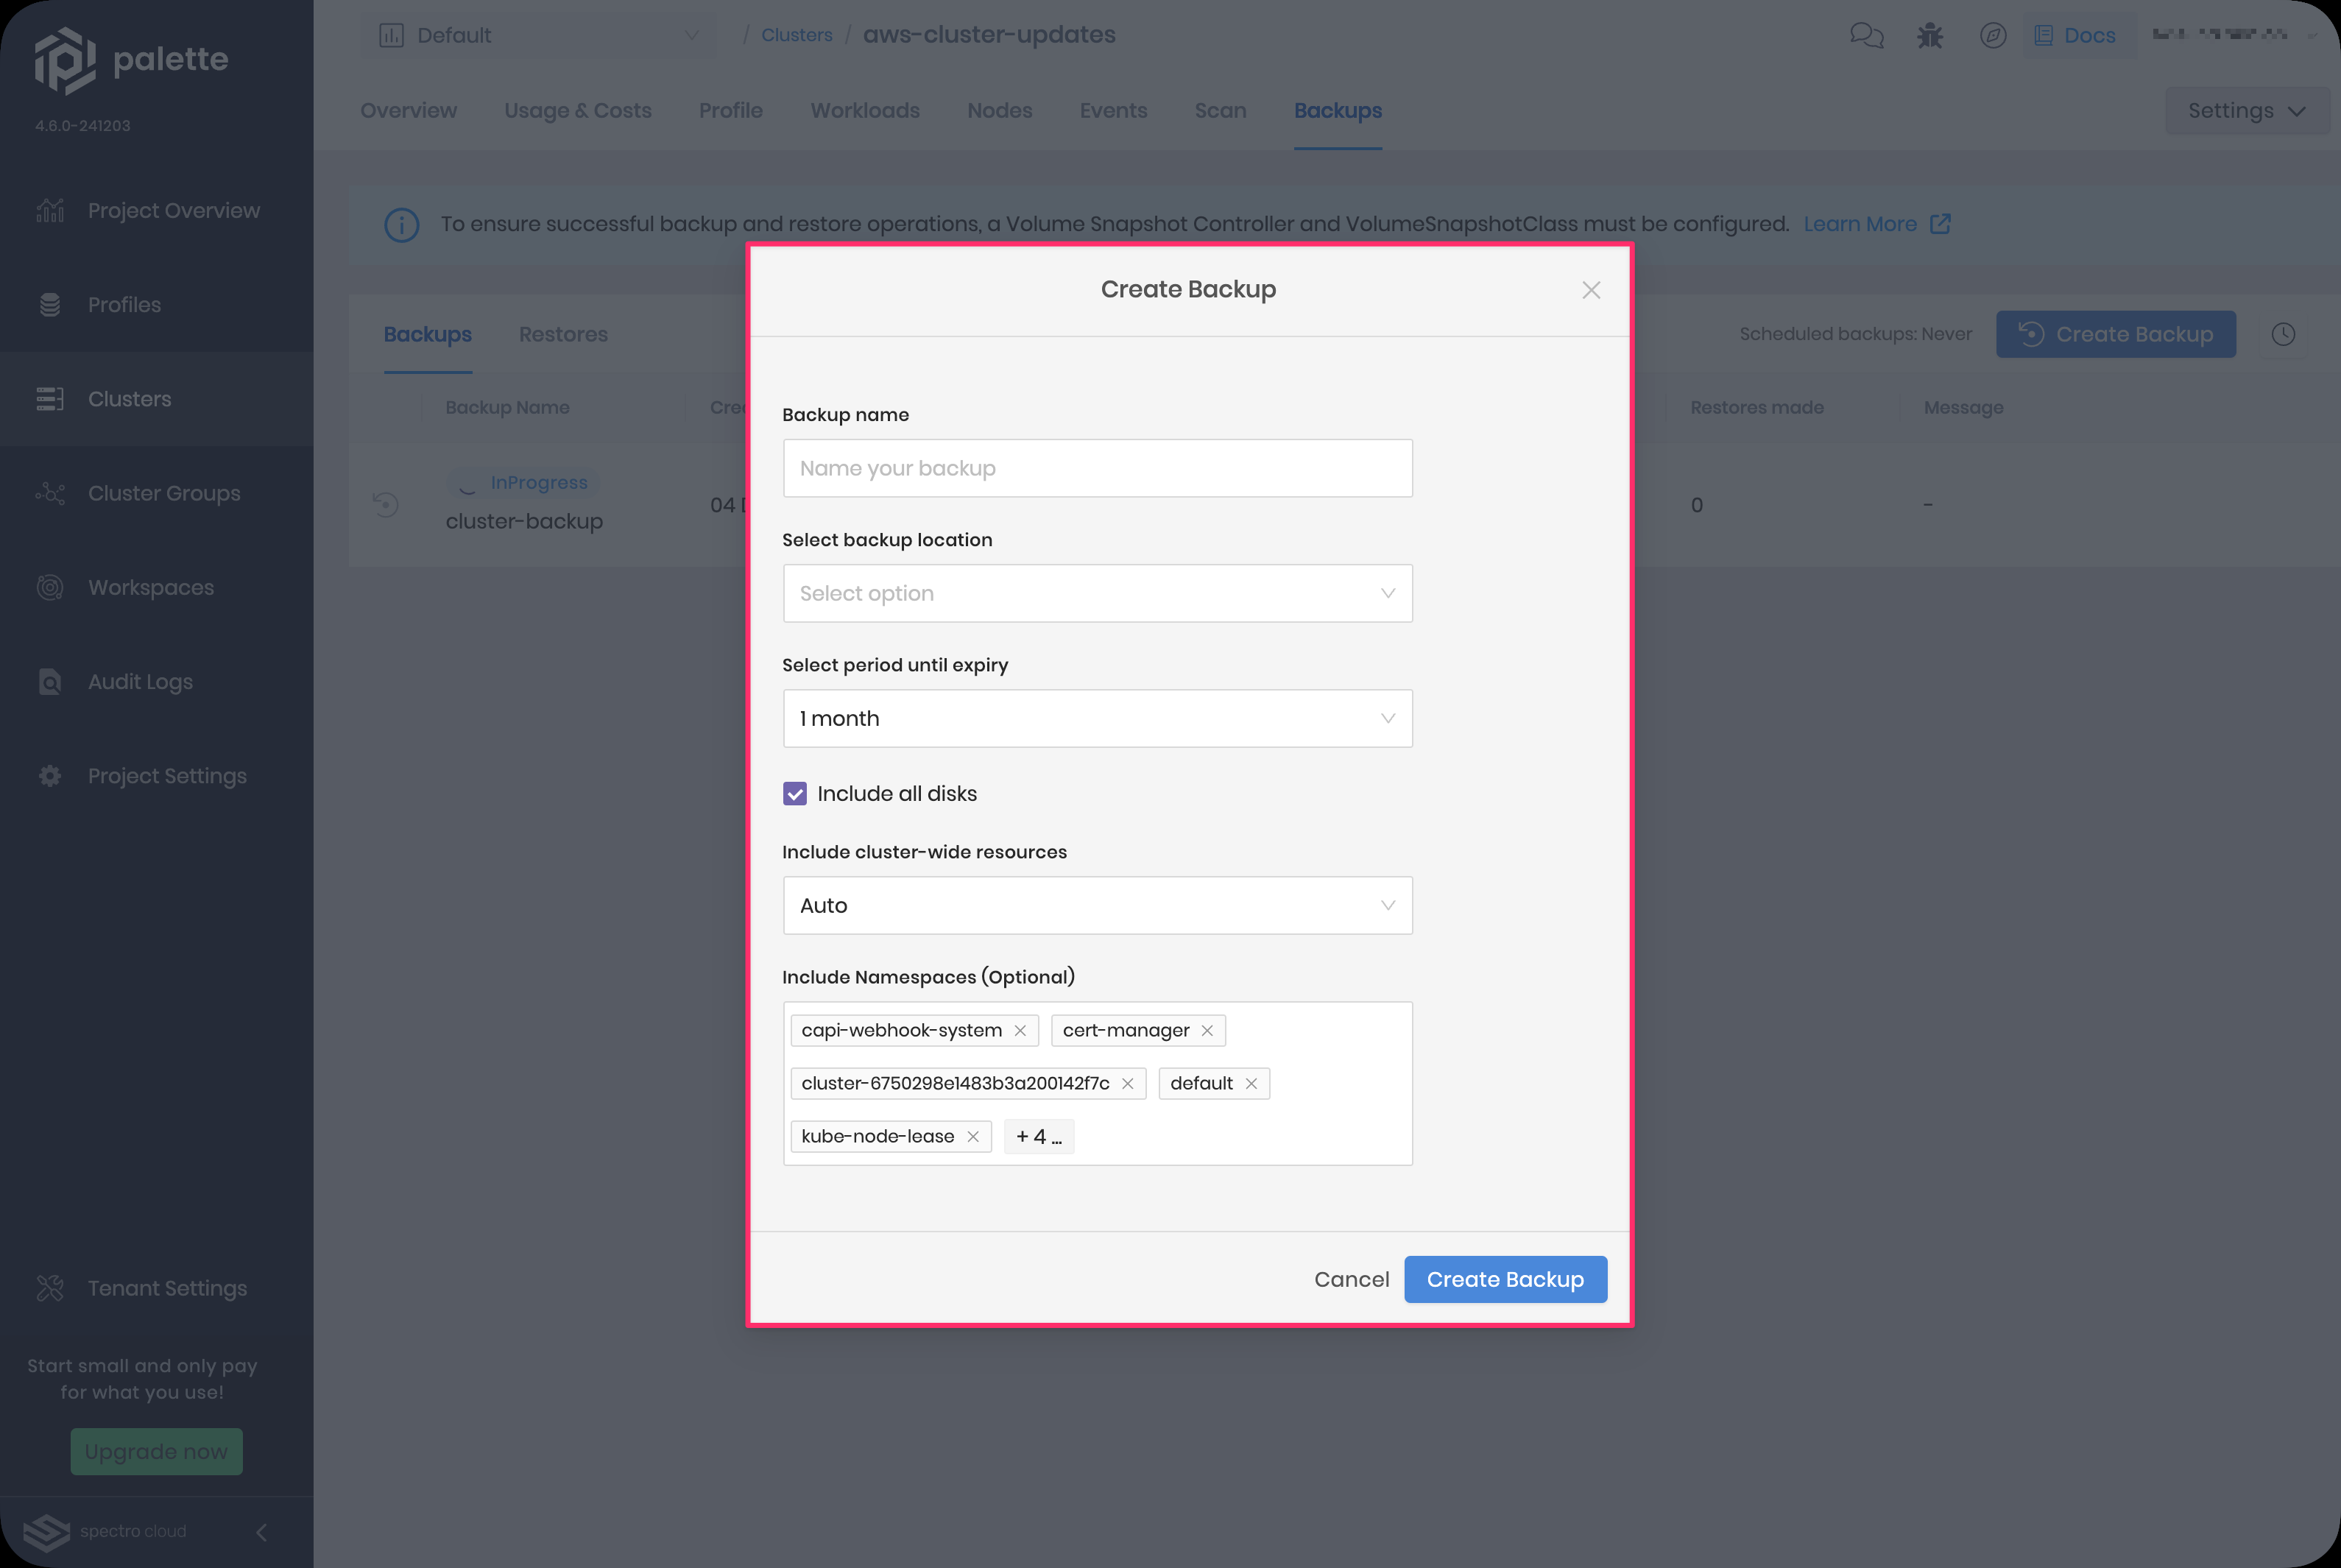 palette
4.6.0-241203
Project Overview
Profiles
Clusters
Cluster Groups
Workspaces
Audit Logs
Project Settings
Tenant Settings
Start small and only pay
for what you use!
Upgrade now
spectro cloud
Default
/ Clusters / aws-cluster-updates
Docs
Overview Usage & Costs Profile Workloads Nodes Events Scan Backups
Settings
To ensure successful backup and restore operations, a Volume Snapshot Controller and VolumeSnapshotClass must be configured. Learn More
Backups Restores
Scheduled backups: Never
Create Backup
Backup Name
Restores made Message
InProgress
cluster-backup
04
0 -
Create Backup
Backup name
Name your backup
Select backup location
Select option
Select period until expiry
1 month
Include all disks
Include cluster-wide resources
Auto
Include Namespaces (Optional)
capi-webhook-system cert-manager
cluster-6750298e1483b3a200142f7c default
kube-node-lease + 4 ...
Cancel Create Backup